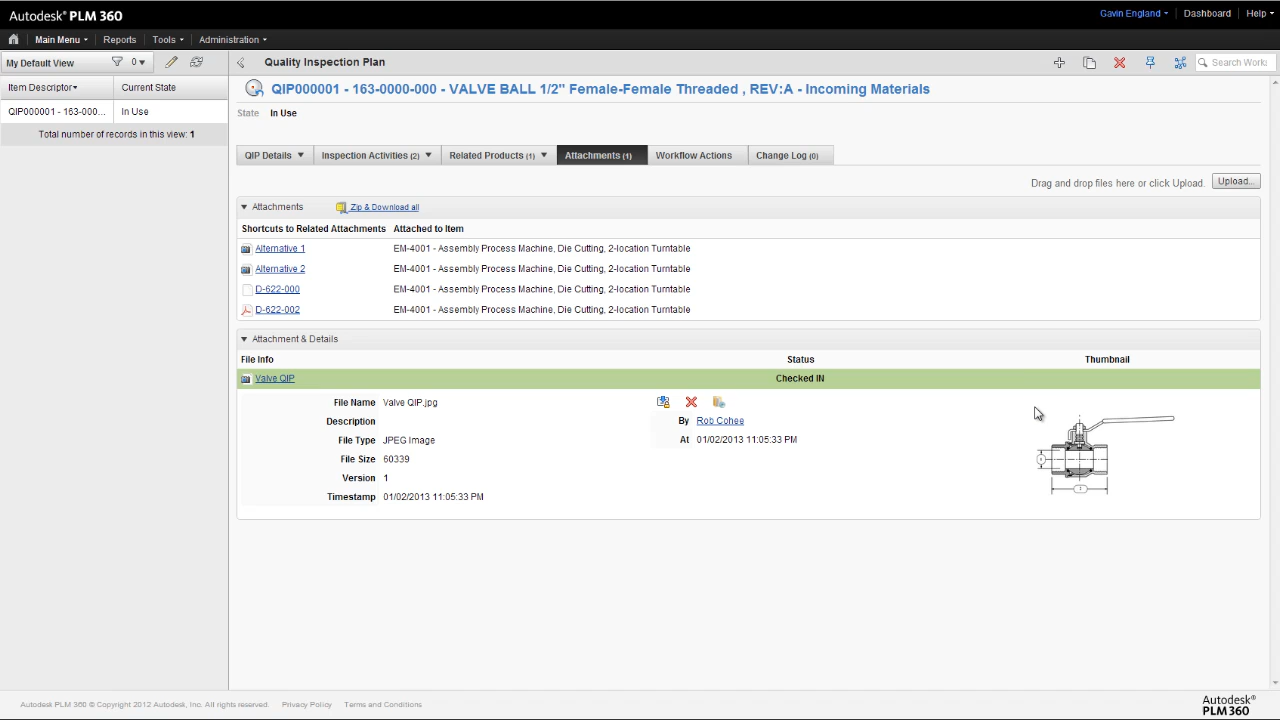 Autodesk® PLM 360
Gavin England Dashboard Help
Main Menu Reports Tools Administration
My Default View 0
Quality Inspection Plan
Search Works
Item Descriptor Current State
QIP000001 - 163-000... In Use
Total number of records in this view: 1
QIP000001 - 163-0000-000 - VALVE BALL 1/2" Female-Female Threaded , REV:A - Incoming Materials
State In Use
QIP Details Inspection Activities (2) Related Products (1) Attachments (1) Workflow Actions Change Log (0)
Drag and drop files here or click Upload. Upload...
Attachments Zip & Download all
Shortcuts to Related Attachments Attached to Item
Alternative 1 EM-4001 - Assembly Process Machine, Die Cutting, 2-location Turntable
Alternative 2 EM-4001 - Assembly Process Machine, Die Cutting, 2-location Turntable
D-622-000 EM-4001 - Assembly Process Machine, Die Cutting, 2-location Turntable
D-622-002 EM-4001 - Assembly Process Machine, Die Cutting, 2-location Turntable
Attachment & Details
File Info Status Thumbnail
Valve QIP Checked IN
File Name Valve QIP.jpg
Description By Rob Cohee
File Type JPEG Image At 01/02/2013 11:05:33 PM
File Size 60339
Version 1
Timestamp 01/02/2013 11:05:33 PM
Autodesk PLM 360 © Copyright 2012 Autodesk, Inc. All rights reserved. Privacy Policy Terms and Conditions
Autodesk®
PLM 360